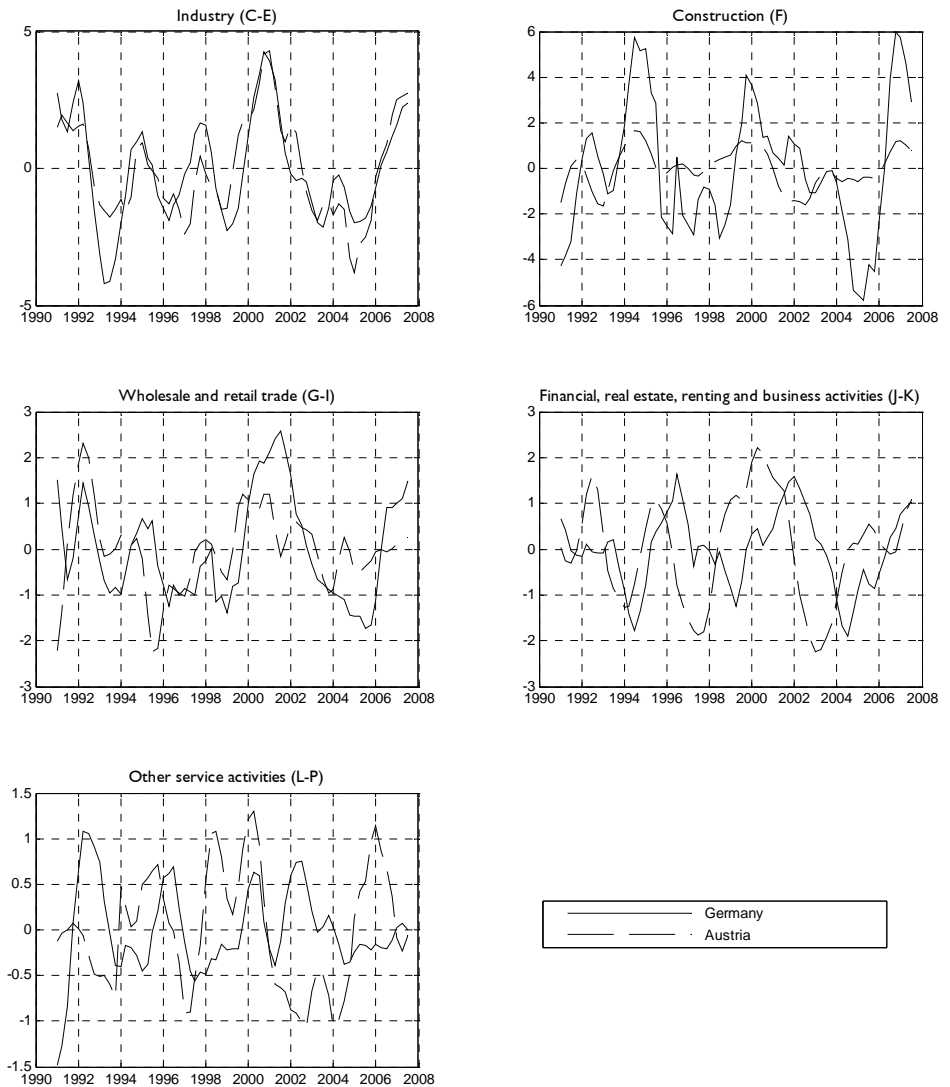 Industry (C-E)
5
0
-5
1990 1992 1994 1996 1998 2000 2002 2004 2006 2008
Construction (F)
6
4
2
0
-2
-4
-6
1990 1992 1994 1996 1998 2000 2002 2004 2006 2008
Wholesale and retail trade (G-I)
3
2
1
0
-1
-2
-3
1990 1992 1994 1996 1998 2000 2002 2004 2006 2008
Financial, real estate, renting and business activities (J-K)
3
2
1
0
-1
-2
-3
1990 1992 1994 1996 1998 2000 2002 2004 2006 2008
Other service activities (L-P)
1.5
1
0.5
0
-0.5
-1
-1.5
1990 1992 1994 1996 1998 2000 2002 2004 2006 2008
Germany
Austria